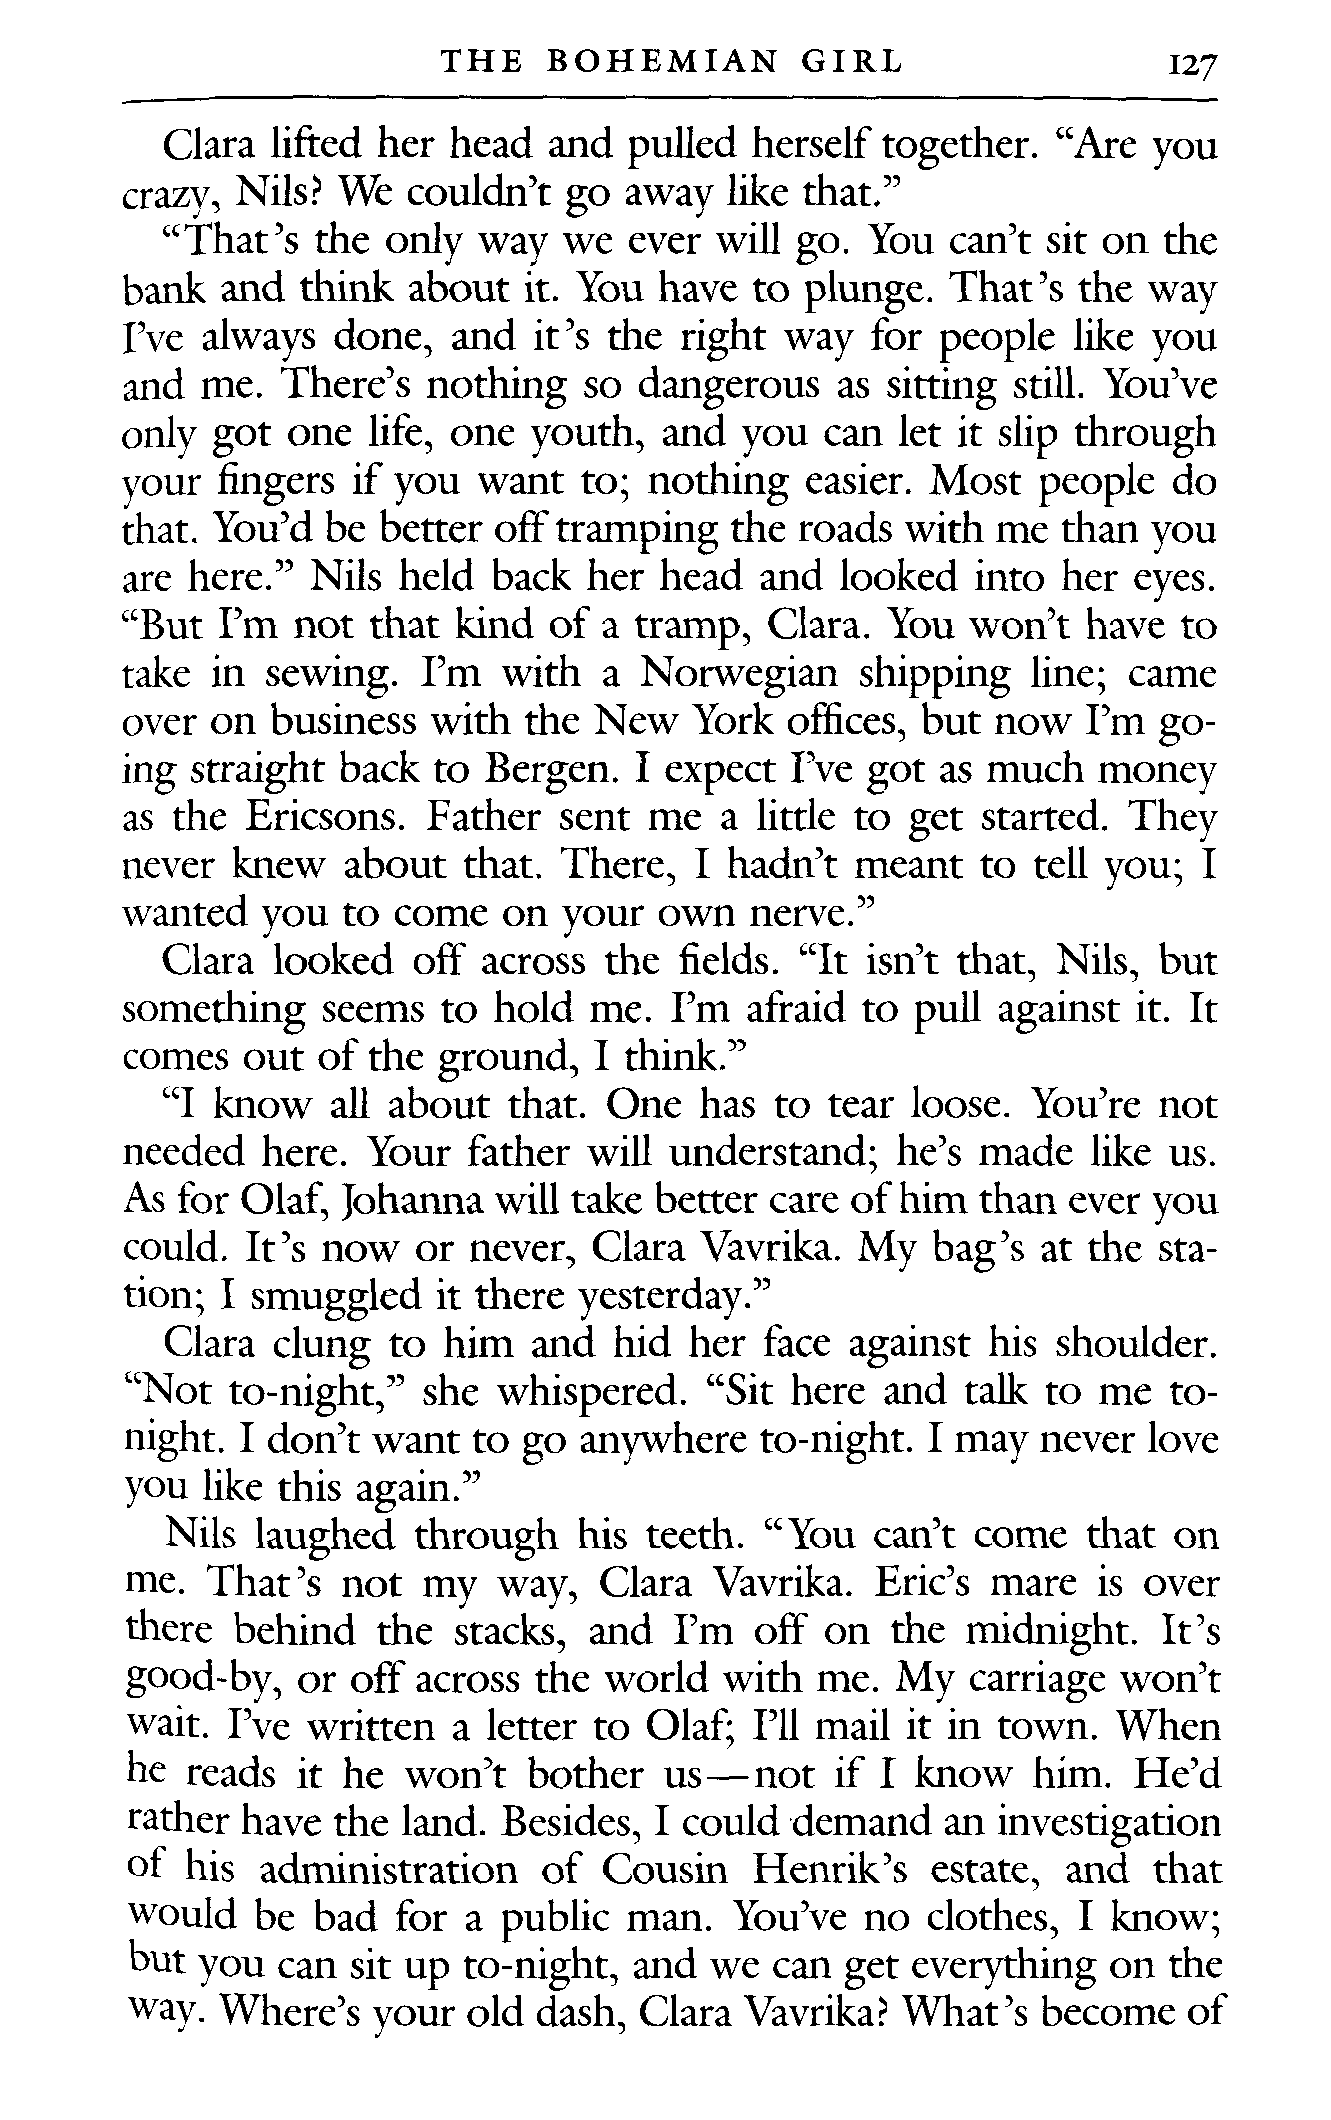 THE BOHEMIAN GIRL 127
Clara lifted her head and pulled herself together. “Are you
crazy, Nils? We couldn’t go away like that.”
“That’s the only way we ever will go. You can’t sit on the
bank and think about it. You have to plunge. That’s the way
I’ve always done, and it’s the right way for people like you
and me. There’s nothing so dangerous as sitting still. You’ve
only got one life, one youth, and you can let it slip through
your fingers if you want to; nothing easier. Most people do
that. You’d be better off tramping the roads with me than you
are here.” Nils held back her head and looked into her eyes.
“But I’m not that kind of a tramp, Clara. You won’t have to
take in sewing. I’m with a Norwegian shipping line; came
over on business with the New York offices, but now I’m go-
ing straight back to Bergen. I expect I’ve got as much money
as the Ericsons. Father sent me a little to get started. They
never knew about that. There, I hadn’t meant to tell you; I
wanted you to come on your own nerve.”
Clara looked off across the fields. “It isn’t that, Nils, but
something seems to hold me. I’m afraid to pull against it. It
comes out of the ground, I think.”
“I know all about that. One has to tear loose. You’re not
needed here. Your father will understand; he’s made like us.
As for Olaf, Johanna will take better care of him than ever you
could. It’s now or never, Clara Vavrika. My bag’s at the sta-
tion; I smuggled it there yesterday.”
Clara clung to him and hid her face against his shoulder.
“Not to-night,” she whispered. “Sit here and talk to me to-
night. I don’t want to go anywhere to-night. I may never love
you like this again.”
Nils laughed through his teeth. “You can’t come that on
me. That’s not my way, Clara Vavrika. Eric’s mare is over
there behind the stacks, and I’m off on the midnight. It’s
good-by, or off across the world with me. My carriage won’t
wait. I’ve written a letter to Olaf; I’ll mail it in town. When
he reads it he won’t bother us—not if I know him. He’d
rather have the land. Besides, I could demand an investigation
of his administration of Cousin Henrik’s estate, and that
would be bad for a public man. You’ve no clothes, I know;
but you can sit up to-night, and we can get everything on the
way. Where’s your old dash, Clara Vavrika? What’s become of